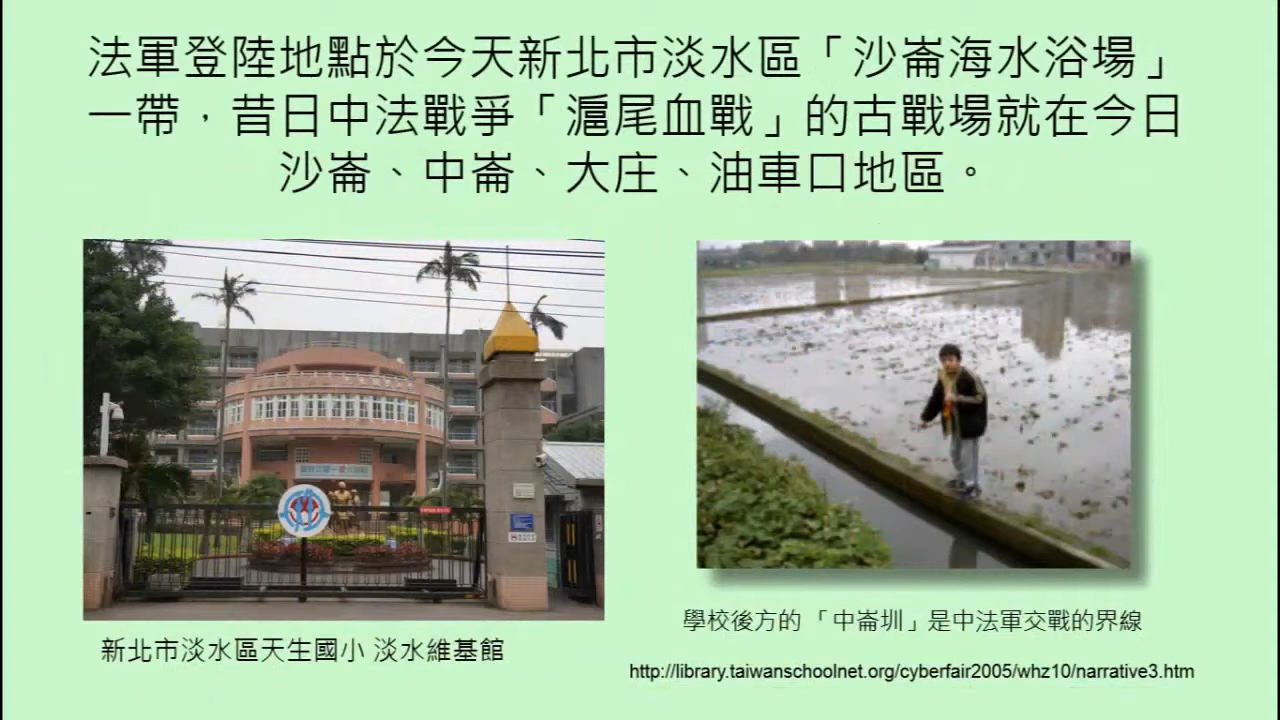 法軍登陸地點於今天新北市淡水區「沙崙海水浴場」
一帶，昔日中法戰爭「滬尾血戰」的古戰場就在今日
沙崙、中崙、大庄、油車口地區。
新北市淡水區天生國小 淡水維基館
學校後方的 「中崙圳」是中法軍交戰的界線
http://library.taiwanschoolnet.org/cyberfair2005/whz10/narrative3.htm